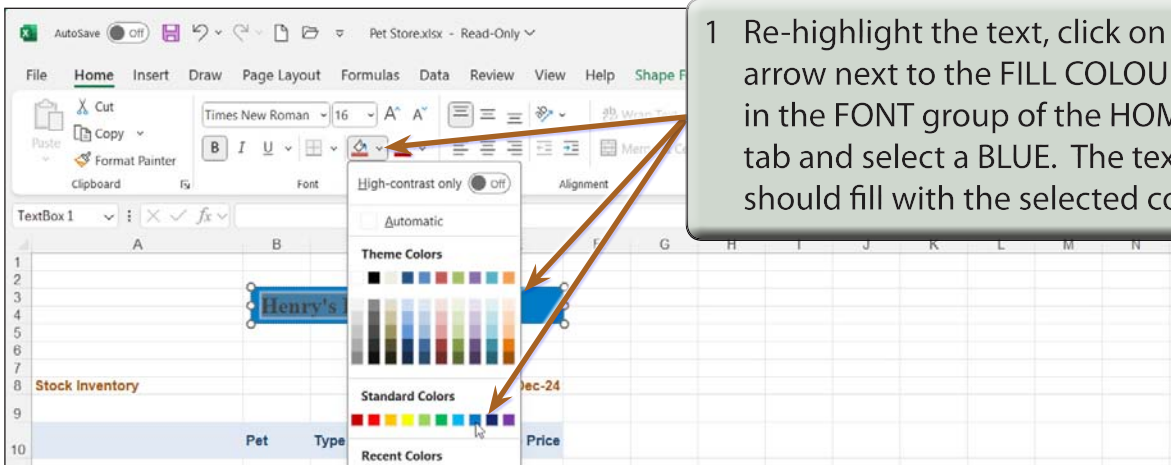 AutoSave Off Pet Store.xlsx - Read-Only
1 Re-highlight the text, click on
arrow next to the FILL COLOU
in the FONT group of the HOM
tab and select a BLUE. The tex
should fill with the selected co
File Home Insert Draw Page Layout Formulas Data Review View Help Shape F
Cut
Copy
Paste
Format Painter
Clipboard
Times New Roman 16 A^ A˅
B I U
Font
Wrap Text
Alignment
TextBox 1 fx
High-contrast only Off
Automatic
Theme Colors
Standard Colors
Recent Colors
A B F G H I J K L M N
1
2
3 Henry's
4
5
6
7
8 Stock Inventory Dec-24
9
10 Pet Type Price